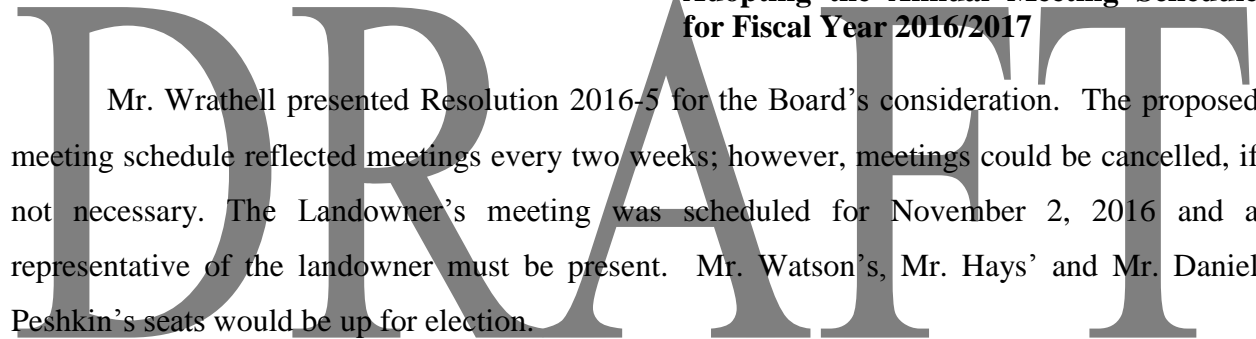 Adopting the Annual Meeting Schedule
for Fiscal Year 2016/2017
Mr. Wrathell presented Resolution 2016-5 for the Board’s consideration. The proposed
meeting schedule reflected meetings every two weeks; however, meetings could be cancelled, if
not necessary. The Landowner’s meeting was scheduled for November 2, 2016 and a
representative of the landowner must be present. Mr. Watson’s, Mr. Hays’ and Mr. Daniel
Peshkin’s seats would be up for election.
DRAFT